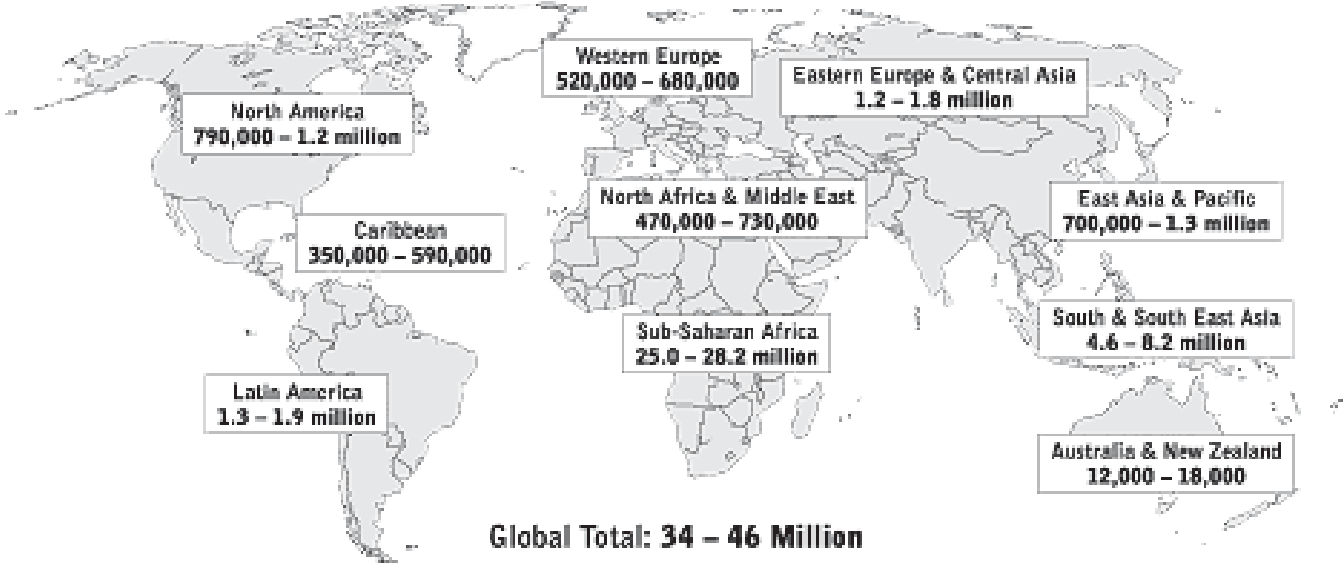 Western Europe
520,000 – 680,000
Eastern Europe & Central Asia
1.2 – 1.8 million
North America
790,000 – 1.2 million
North Africa & Middle East
470,000 – 730,000
East Asia & Pacific
700,000 – 1.3 million
Caribbean
350,000 – 590,000
Sub-Saharan Africa
25.0 – 28.2 million
South & South East Asia
4.6 – 8.2 million
Latin America
1.3 – 1.9 million
Australia & New Zealand
12,000 – 18,000
Global Total: 34 – 46 Million